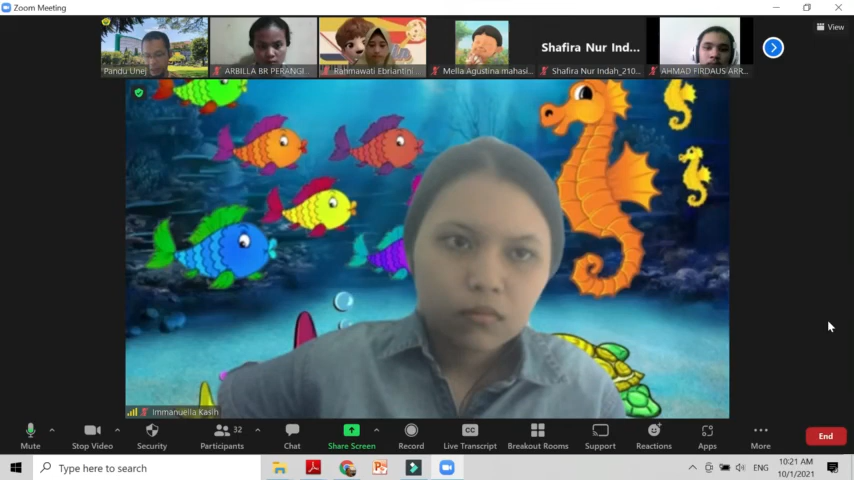 Zoom Meeting
View
Pandu Unej
ARBILLA BR PERANGI...
Rahmawati Ebriantini ...
Mella Agustina mahasi...
Shafira Nur Ind...
Shafira Nur Indah_210...
AHMAD FIRDAUS ARR...
Immanuella Kasih
Mute
Stop Video
Security
Participants
32
Chat
Share Screen
Record
CC
Live Transcript
Breakout Rooms
Support
Reactions
Apps
More
End
Type here to search
ENG
10:21 AM
10/1/2021